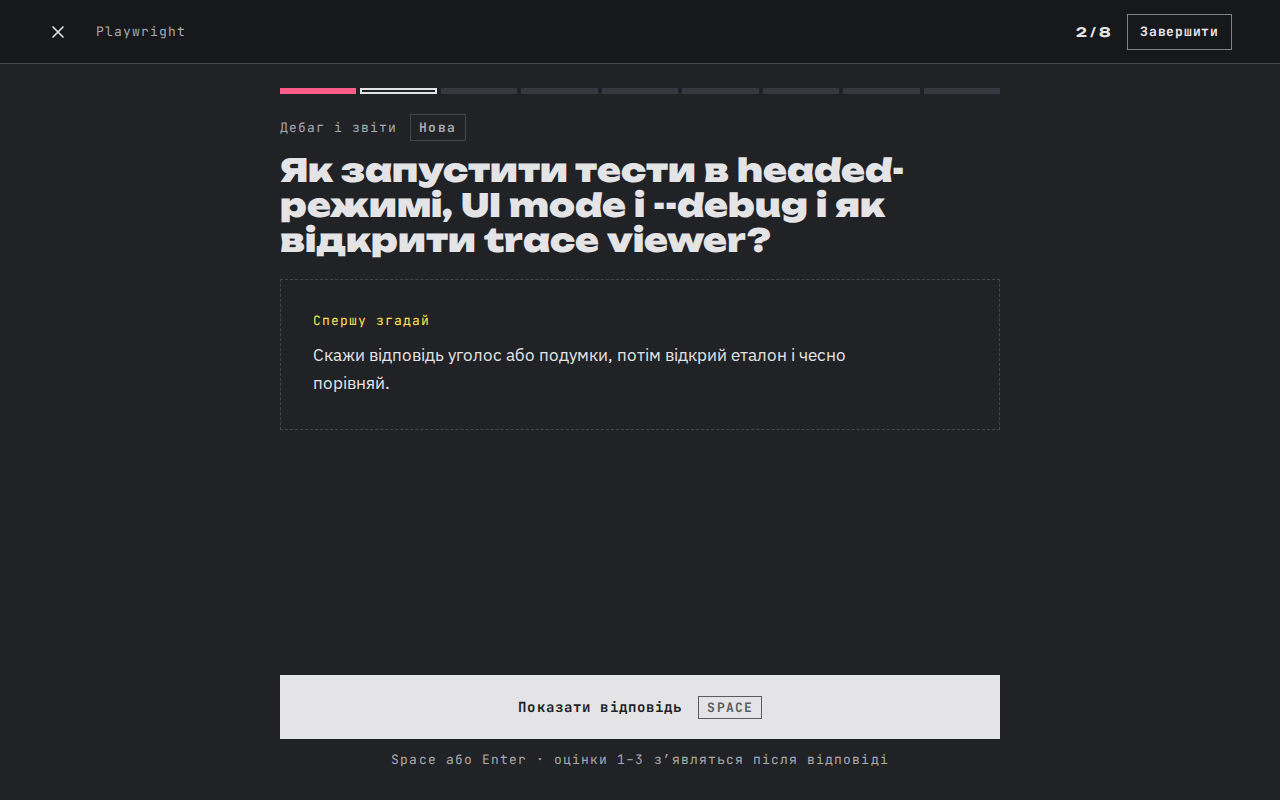 Playwright
2/8
Завершити
Дебаг і звіти
Нова
Як запустити тести в headed-
режимі, UI mode і --debug і як
відкрити trace viewer?
Спершу згадай
Скажи відповідь уголос або подумки, потім відкрий еталон і чесно
порівняй.
Показати відповідь
SPACE
Space або Enter · оцінки 1–3 зʼявляться після відповіді